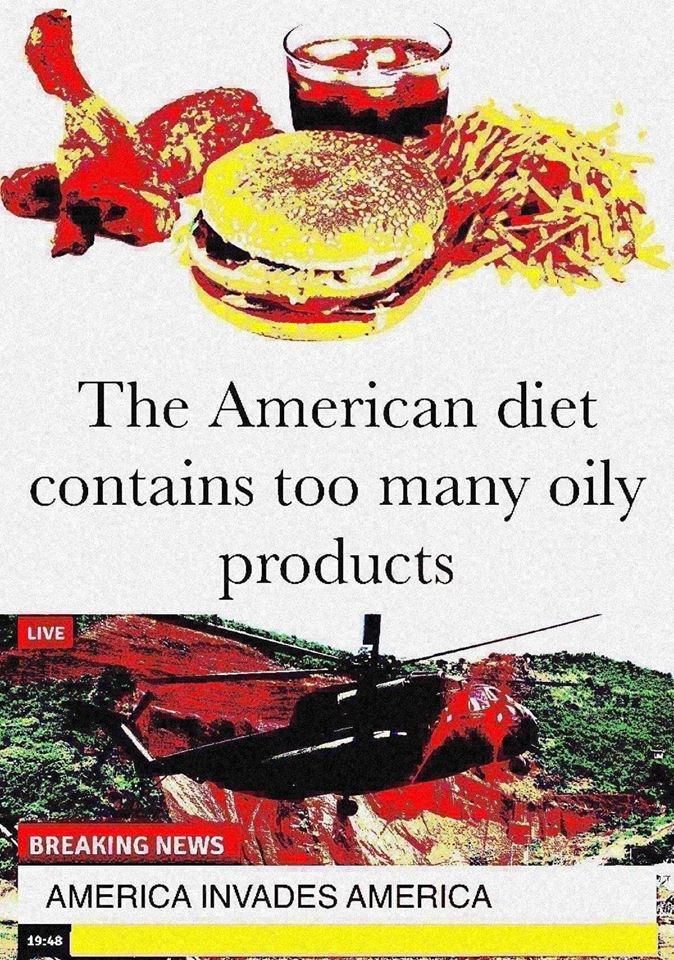 The American diet
contains too many oily
products
LIVE
BREAKING NEWS
AMERICA INVADES AMERICA
19:48